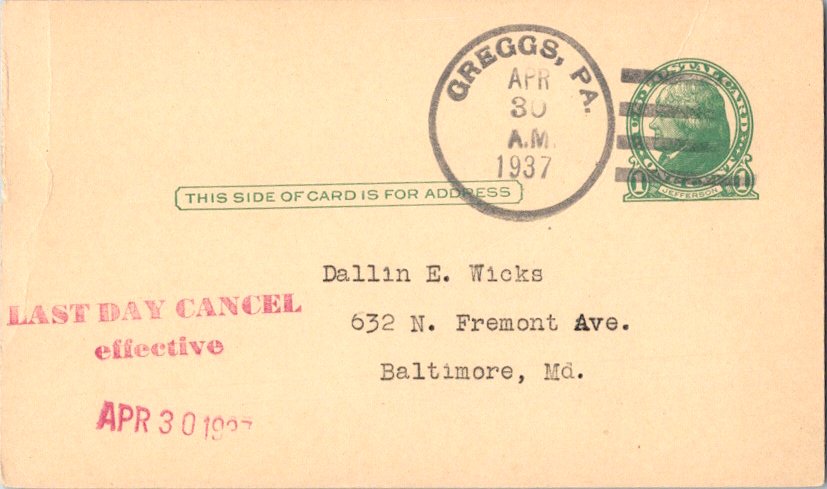 GREGGS, PA.
APR
30
A.M.
1937
U.S. POSTAL CARD
ONE CENT
1 JEFFERSON 1
THIS SIDE OF CARD IS FOR ADDRESS
Dallin E. Wicks
632 N. Fremont Ave.
Baltimore, Md.
LAST DAY CANCEL
effective
APR 30 1937